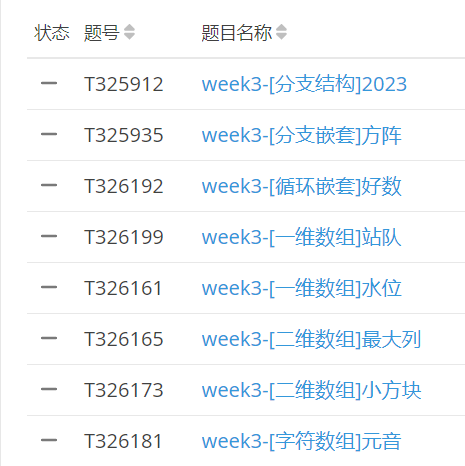 状态 题号 题目名称
T325912 week3-[分支结构]2023
T325935 week3-[分支嵌套]方阵
T326192 week3-[循环嵌套]好数
T326199 week3-[一维数组]站队
T326161 week3-[一维数组]水位
T326165 week3-[二维数组]最大列
T326173 week3-[二维数组]小方块
T326181 week3-[字符数组]元音